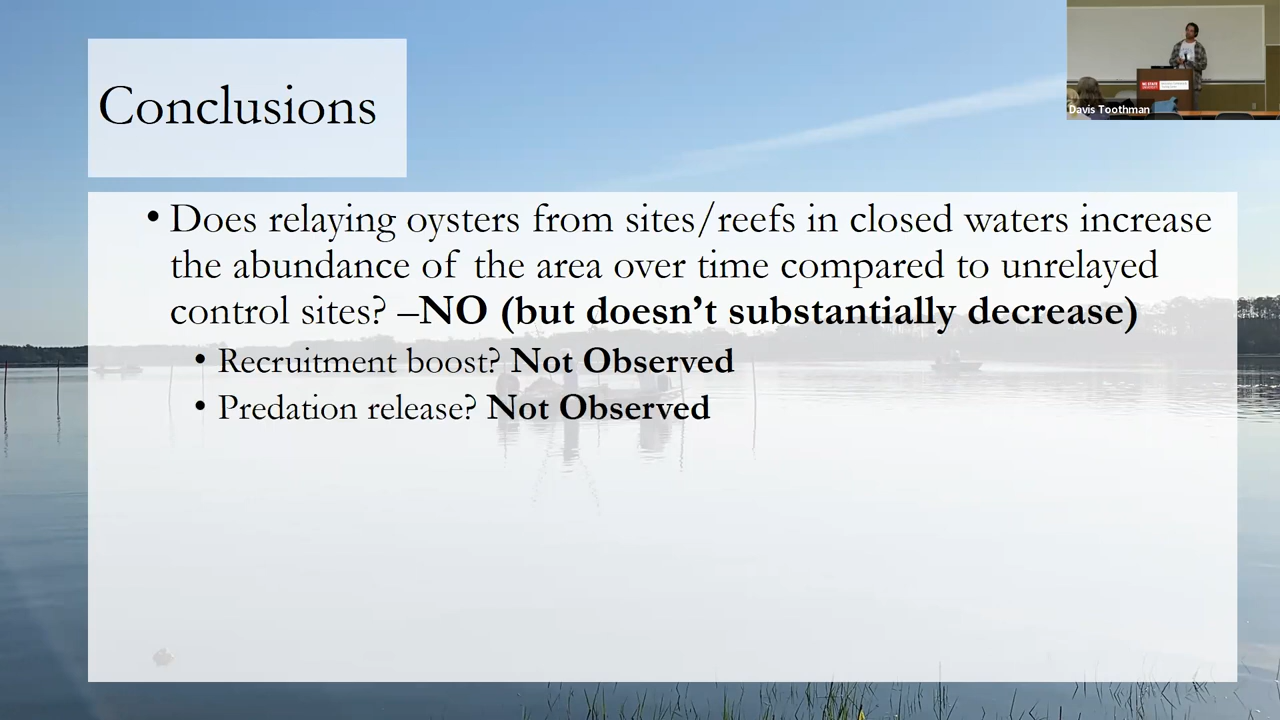 Conclusions
Davis Toothman
• Does relaying oysters from sites/reefs in closed waters increase
the abundance of the area over time compared to unrelayed
control sites? –NO (but doesn’t substantially decrease)
• Recruitment boost? Not Observed
• Predation release? Not Observed